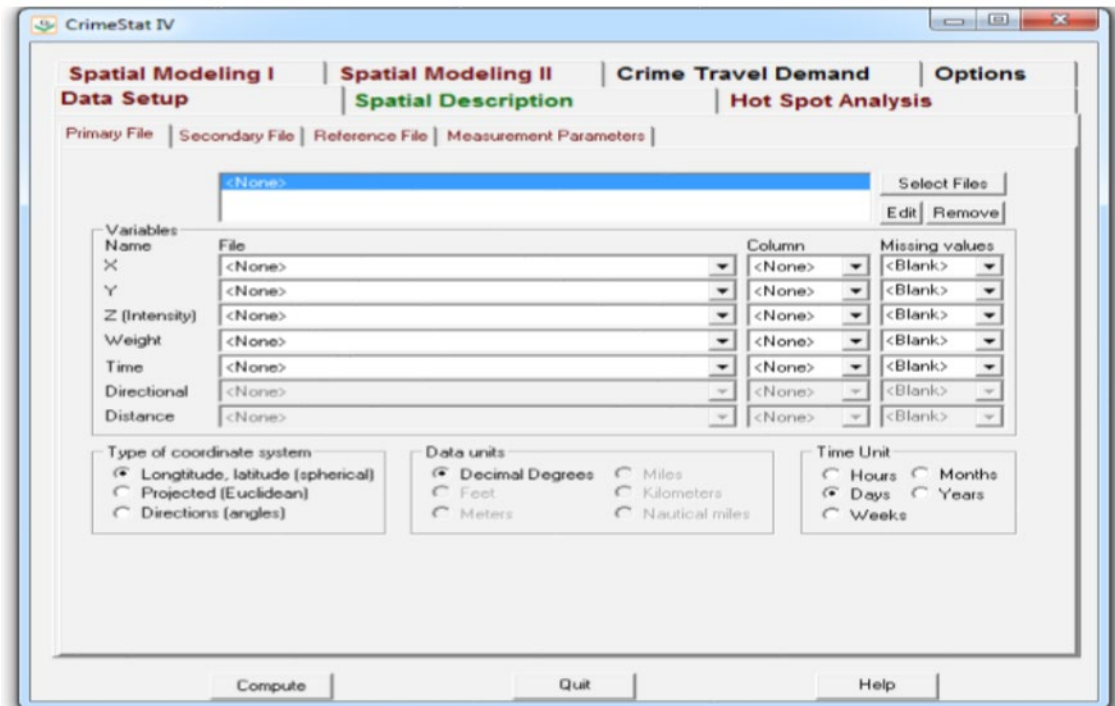 CrimeStat IV
Spatial Modeling I Spatial Modeling II Crime Travel Demand Options
Data Setup Spatial Description Hot Spot Analysis
Primary File Secondary File Reference File Measurement Parameters
<None> Select Files
Edit Remove
Variables
Name File Column Missing values
X <None> <None> <Blank>
Y <None> <None> <Blank>
Z (Intensity) <None> <None> <Blank>
Weight <None> <None> <Blank>
Time <None> <None> <Blank>
Directional <None> <None> <Blank>
Distance <None> <None> <Blank>
Type of coordinate system Data units Time Unit
Longtitude, latitude (spherical) Decimal Degrees Miles Hours Months
Projected (Euclidean) Feet Kilometers Days Years
Directions (angles) Meters Nautical miles Weeks
Compute Quit Help